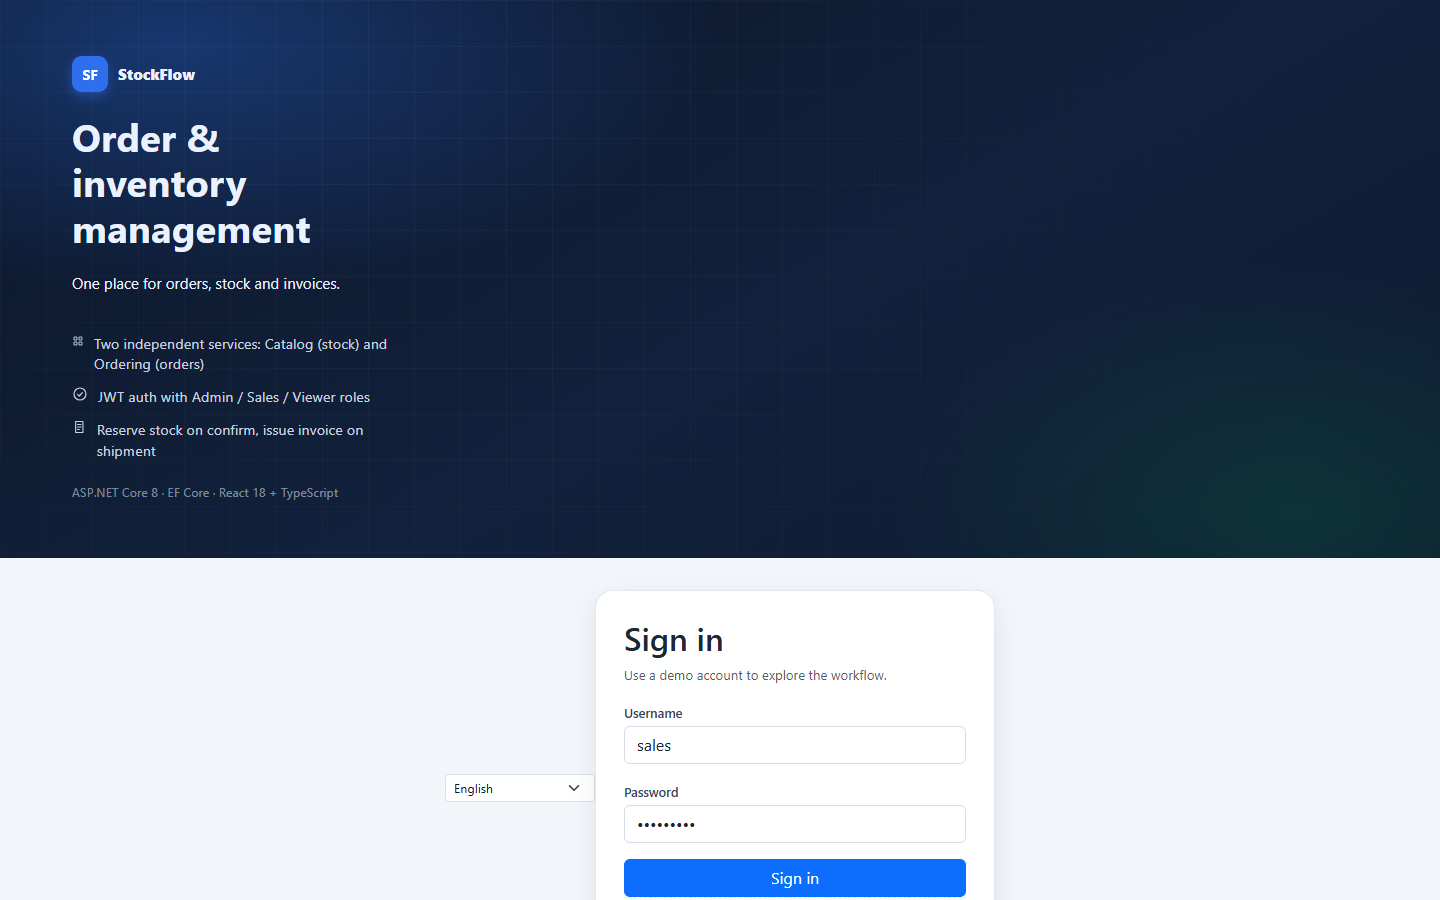 SF StockFlow
Order &
inventory
management
One place for orders, stock and invoices.
Two independent services: Catalog (stock) and
Ordering (orders)
JWT auth with Admin / Sales / Viewer roles
Reserve stock on confirm, issue invoice on
shipment
ASP.NET Core 8 · EF Core · React 18 + TypeScript
Sign in
Use a demo account to explore the workflow.
Username
sales
English
Password
•••••••••
Sign in